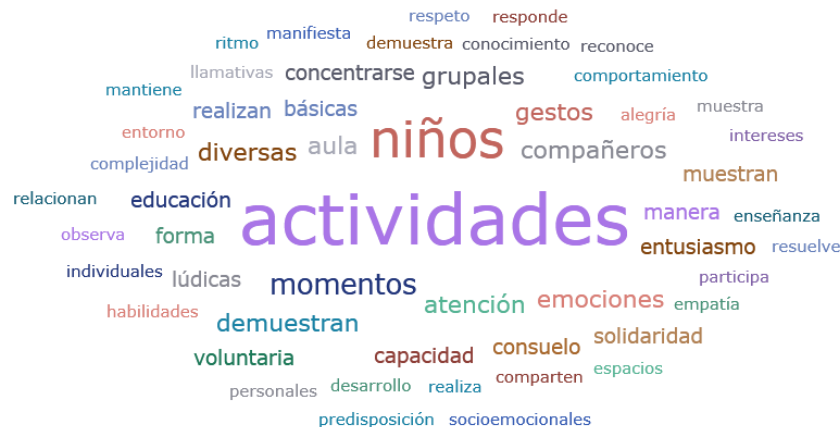 respeto responde
ritmo manifiesta demuestra conocimiento reconoce
llamativas concentrarse grupales comportamiento
mantiene
realizan básicas niños gestos alegría muestra
entorno diversas aula compañeros intereses
complejidad muestran
relacionan educación actividades manera enseñanza
observa forma entusiasmo resuelve
individuales lúdicas momentos participa
habilidades atención emociones empatía
demuestran solidaridad
voluntaria capacidad consuelo espacios
personales desarrollo realiza comparten
predisposición socioemocionales